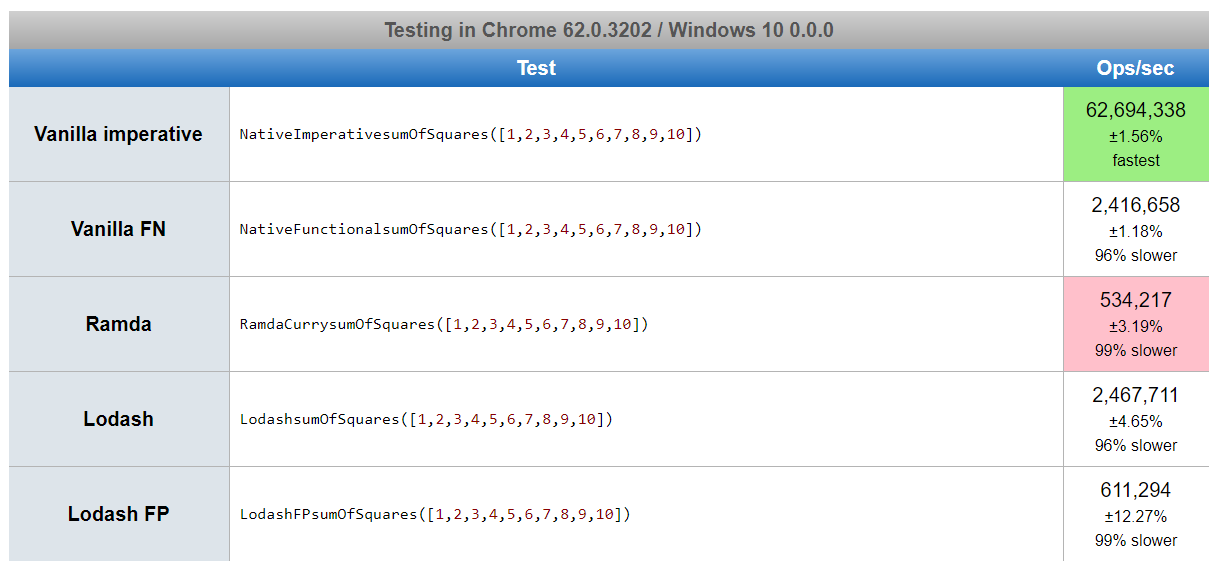 Testing in Chrome 62.0.3202 / Windows 10 0.0.0
Test Ops/sec
Vanilla imperative NativeImperativesumOfSquares([1,2,3,4,5,6,7,8,9,10]) 62,694,338
±1.56%
fastest
Vanilla FN NativeFunctionalsumOfSquares([1,2,3,4,5,6,7,8,9,10]) 2,416,658
±1.18%
96% slower
Ramda RamdaCurrysumOfSquares([1,2,3,4,5,6,7,8,9,10]) 534,217
±3.19%
99% slower
Lodash LodashsumOfSquares([1,2,3,4,5,6,7,8,9,10]) 2,467,711
±4.65%
96% slower
Lodash FP LodashFPsumOfSquares([1,2,3,4,5,6,7,8,9,10]) 611,294
±12.27%
99% slower